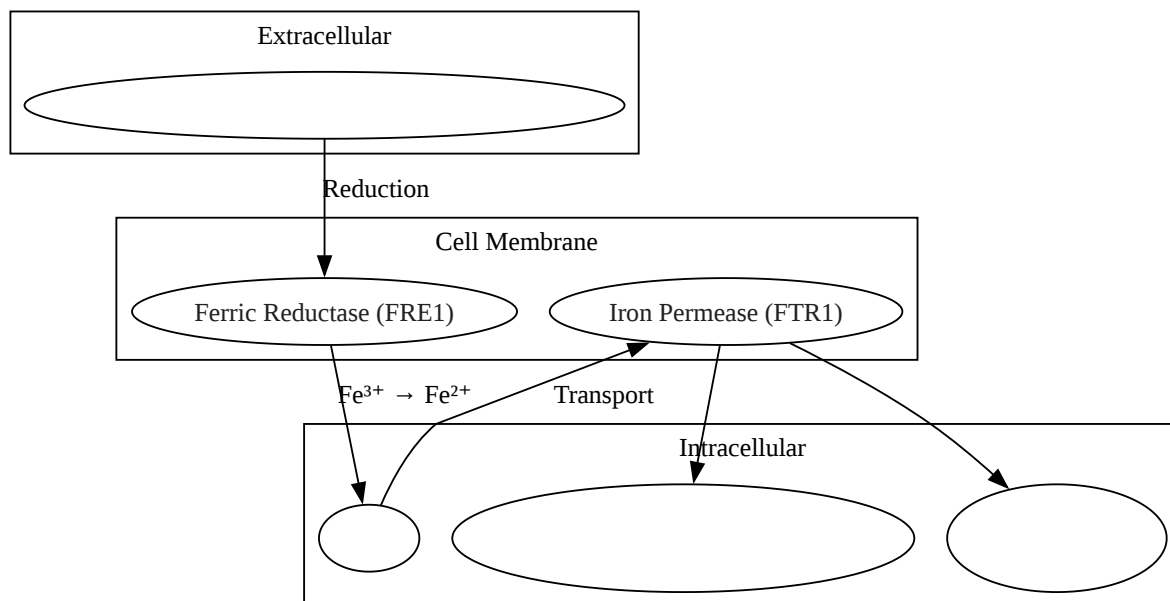 Extracellular
Reduction
Cell Membrane
Ferric Reductase (FRE1)
Iron Permease (FTR1)
Fe³⁺ → Fe²⁺
Transport
Intracellular